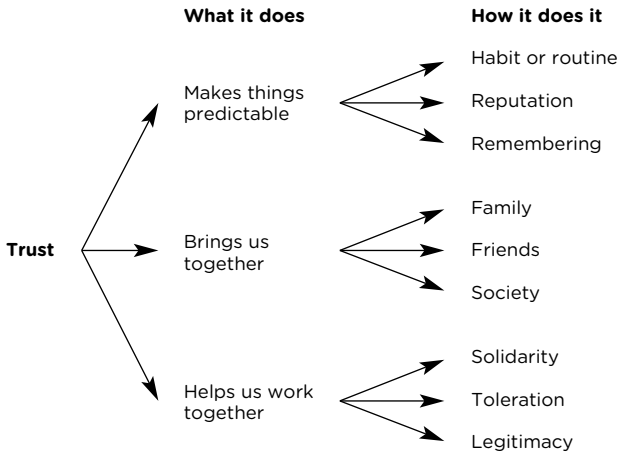 What it does
How it does it
Habit or routine
Makes things
predictable
Reputation
Remembering
Family
Trust
Brings us
together
Friends
Society
Solidarity
Helps us work
together
Toleration
Legitimacy